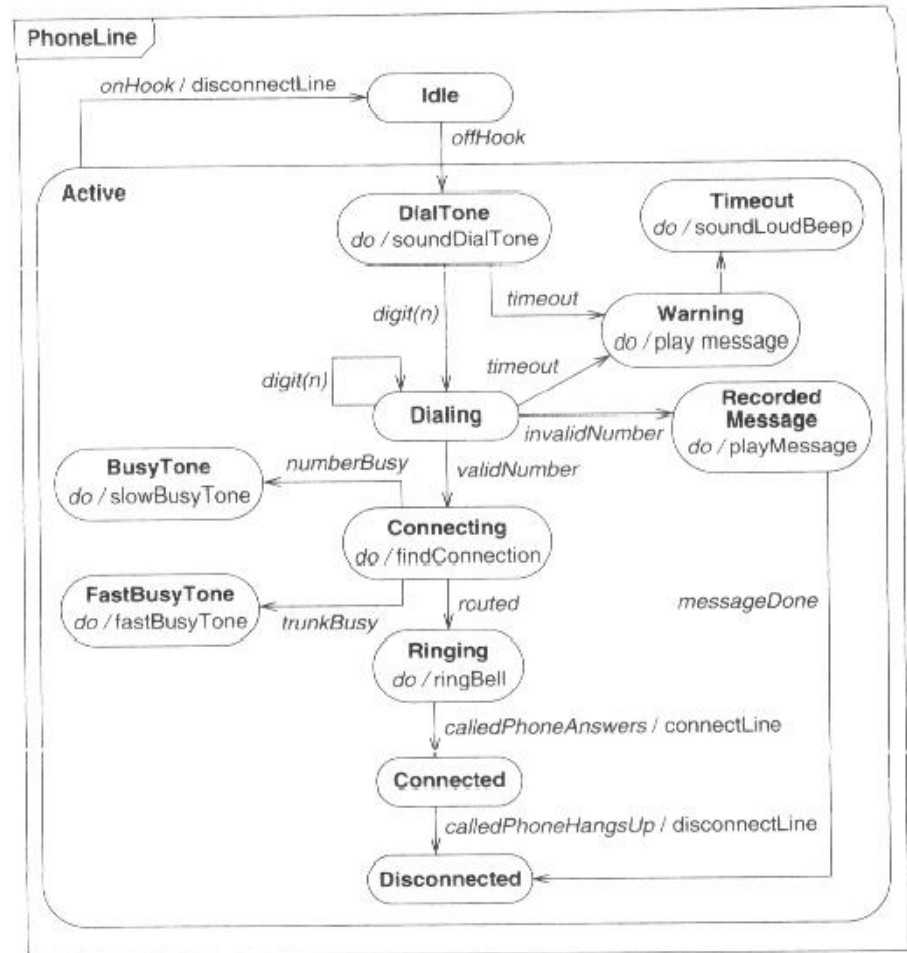 PhoneLine
onHook / disconnectLine
Idle
offHook
Active
DialTone
do / soundDialTone
Timeout
do / soundLoudBeep
digit(n)
timeout
Warning
do / play message
timeout
digit(n)
Dialing
invalidNumber
Recorded
Message
do / playMessage
validNumber
numberBusy
BusyTone
do / slowBusyTone
Connecting
do / findConnection
FastBusyTone
do / fastBusyTone
trunkBusy
routed
messageDone
Ringing
do / ringBell
calledPhoneAnswers / connectLine
Connected
calledPhoneHangsUp / disconnectLine
Disconnected